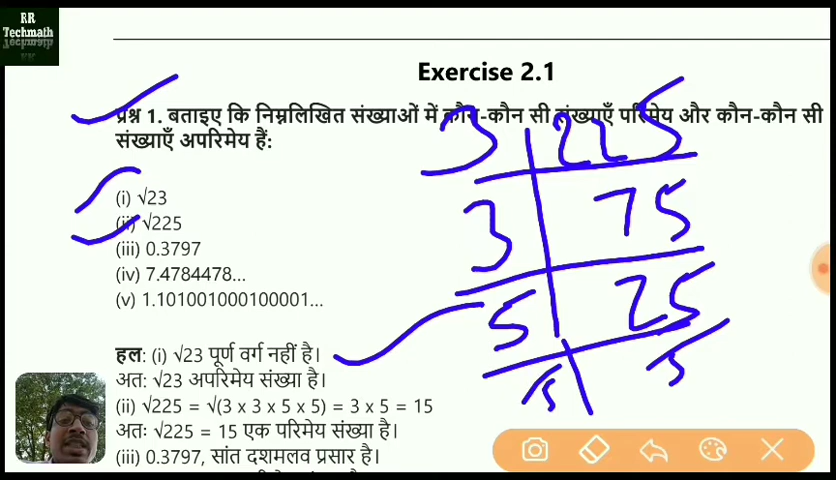 RR
Techmath
Exercise 2.1
प्रश्न 1. बताइए कि निम्नलिखित संख्याओं में कौन-कौन सी संख्याएँ परिमेय और कौन-कौन सी
संख्याएँ अपरिमेय हैं:
(i) √23
(ii) √225
(iii) 0.3797
(iv) 7.4784478...
(v) 1.101001000100001...
3 225
3 75
5 25
5 5
हल: (i) √23 पूर्ण वर्ग नहीं है।
अत: √23 अपरिमेय संख्या है।
(ii) √225 = √(3 x 3 x 5 x 5) = 3 x 5 = 15
अतः √225 = 15 एक परिमेय संख्या है।
(iii) 0.3797, सांत दशमलव प्रसार है।